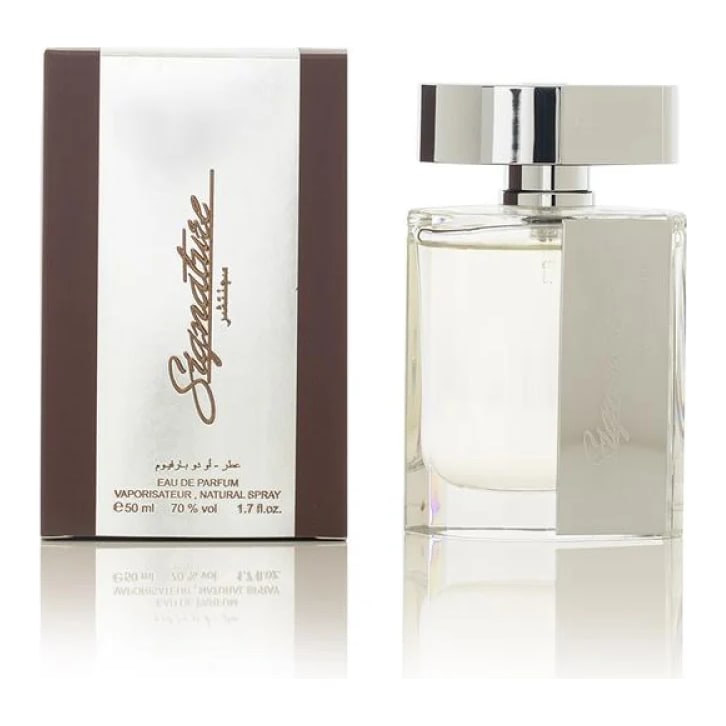 Signature
سيجنتشر
عطر - أو دو بارفيوم
EAU DE PARFUM
VAPORISATEUR , NATURAL SPRAY
℮50 ml 70 % vol 1.7 fl.oz.
Signature